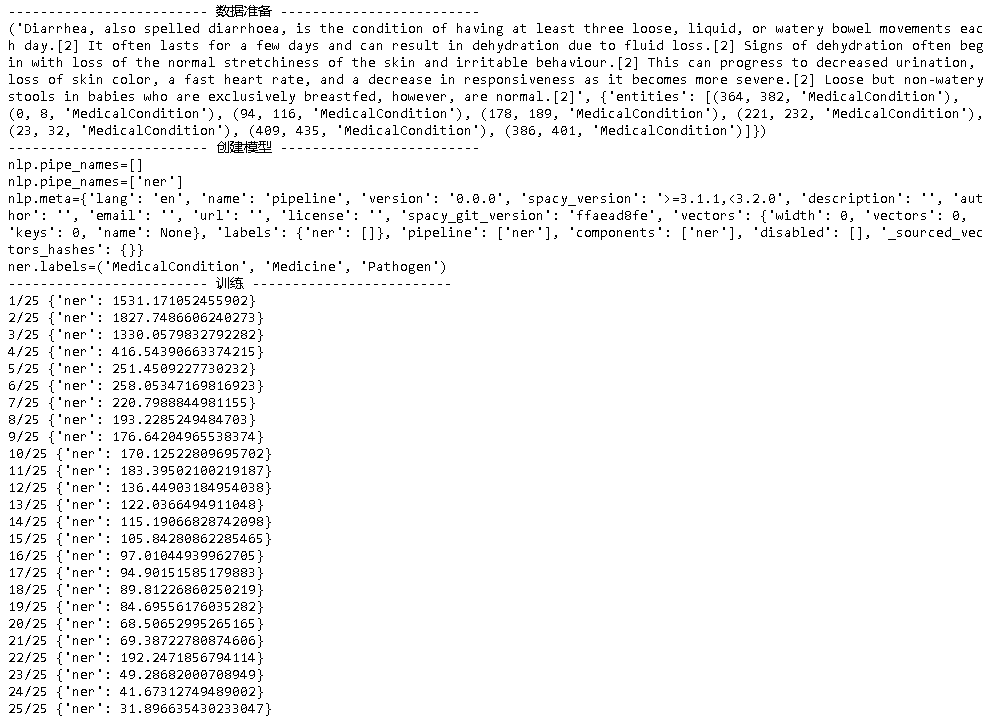 ------------------------- 数据准备 -------------------------
('Diarrhea, also spelled diarrhoea, is the condition of having at least three loose, liquid, or watery bowel movements eac
h day.[2] It often lasts for a few days and can result in dehydration due to fluid loss.[2] Signs of dehydration often beg
in with loss of the normal stretchiness of the skin and irritable behaviour.[2] This can progress to decreased urination,
loss of skin color, a fast heart rate, and a decrease in responsiveness as it becomes more severe.[2] Loose but non-watery
stools in babies who are exclusively breastfed, however, are normal.[2]', {'entities': [(364, 382, 'MedicalCondition'),
(0, 8, 'MedicalCondition'), (94, 116, 'MedicalCondition'), (178, 189, 'MedicalCondition'), (221, 232, 'MedicalCondition'),
(23, 32, 'MedicalCondition'), (409, 435, 'MedicalCondition'), (386, 401, 'MedicalCondition')]})
------------------------- 创建模型 -------------------------
nlp.pipe_names=[]
nlp.pipe_names=['ner']
nlp.meta={'lang': 'en', 'name': 'pipeline', 'version': '0.0.0', 'spacy_version': '>=3.1.1,<3.2.0', 'description': '', 'aut
hor': '', 'email': '', 'url': '', 'license': '', 'spacy_git_version': 'ffaead8fe', 'vectors': {'width': 0, 'vectors': 0,
'keys': 0, 'name': None}, 'labels': {'ner': []}, 'pipeline': ['ner'], 'components': ['ner'], 'disabled': [], '_sourced_vec
tors_hashes': {}}
ner.labels=('MedicalCondition', 'Medicine', 'Pathogen')
------------------------- 训练 -------------------------
1/25 {'ner': 1531.171052455902}
2/25 {'ner': 1827.7486606240273}
3/25 {'ner': 1330.0579832792282}
4/25 {'ner': 416.54390663374215}
5/25 {'ner': 251.4509227730232}
6/25 {'ner': 258.05347169816923}
7/25 {'ner': 220.7988844981155}
8/25 {'ner': 193.2285249484703}
9/25 {'ner': 176.64204965538374}
10/25 {'ner': 170.12522809695702}
11/25 {'ner': 183.39502100219187}
12/25 {'ner': 136.44903184954038}
13/25 {'ner': 122.0366494911048}
14/25 {'ner': 115.19066828742098}
15/25 {'ner': 105.84280862285465}
16/25 {'ner': 97.01044939962705}
17/25 {'ner': 94.90151585179883}
18/25 {'ner': 89.81226860250219}
19/25 {'ner': 84.69556176035282}
20/25 {'ner': 68.50652995265165}
21/25 {'ner': 69.38722780874606}
22/25 {'ner': 192.2471856794114}
23/25 {'ner': 49.28682000708949}
24/25 {'ner': 41.67312749489002}
25/25 {'ner': 31.896635430233047}